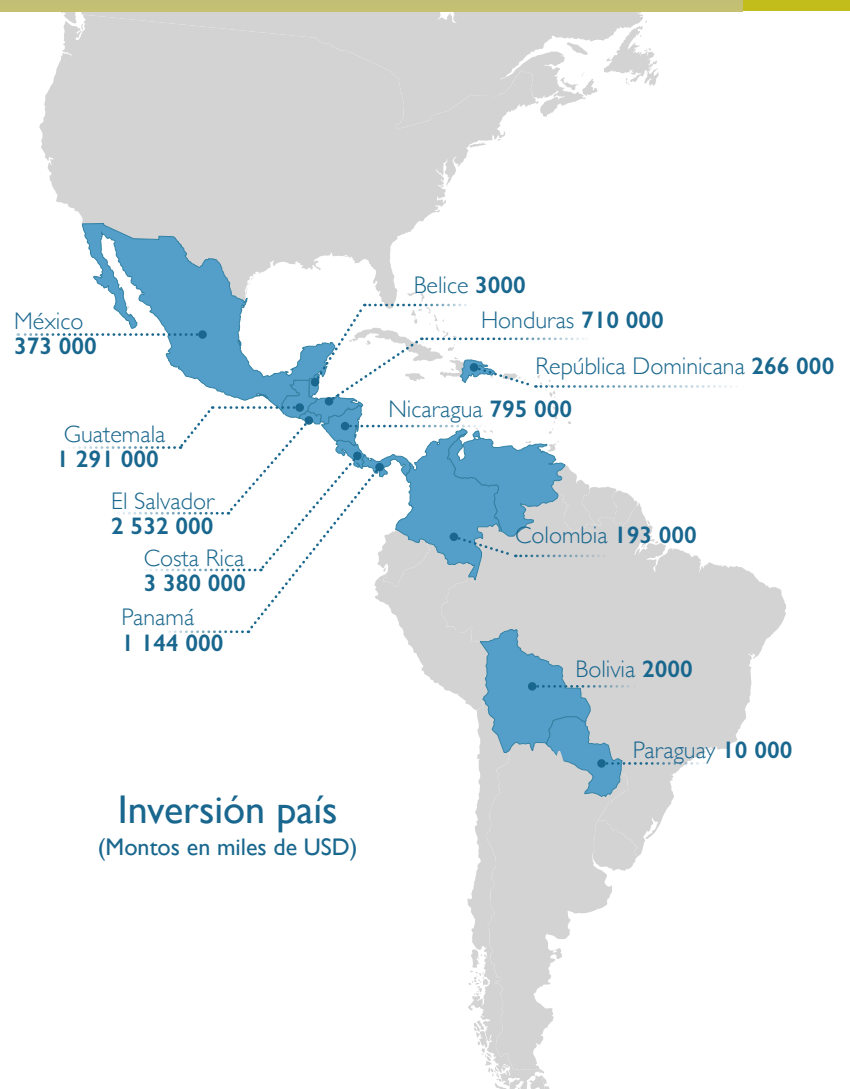 Belice 3000
Honduras 710 000
México
373 000
República Dominicana 266 000
Nicaragua 795 000
Guatemala
1 291 000
El Salvador
2 532 000
Colombia 193 000
Costa Rica
3 380 000
Panamá
1 144 000
Bolivia 2000
Paraguay 10 000
Inversión país
(Montos en miles de USD)